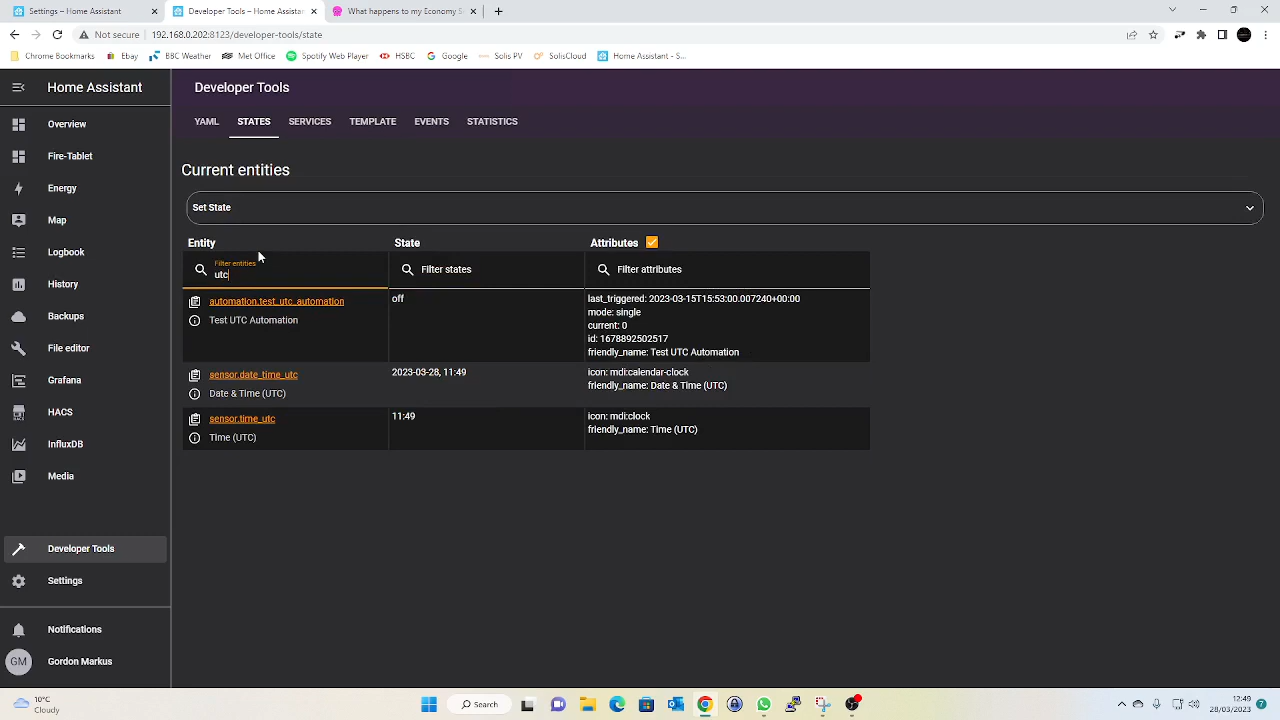 Settings – Home Assistant
Developer Tools – Home Assistan
What happens to my Economy S
Not secure
192.168.0.202:8123/developer-tools/state
Chrome Bookmarks
Ebay
BBC Weather
Met Office
Spotify Web Player
HSBC
Google
Solis PV
SolisCloud
Home Assistant - S...
Home Assistant
Overview
Fire-Tablet
Energy
Map
Logbook
History
Backups
File editor
Grafana
HACS
InfluxDB
Media
Developer Tools
Settings
Notifications
GM
Gordon Markus
Developer Tools
YAML
STATES
SERVICES
TEMPLATE
EVENTS
STATISTICS
Current entities
Set State
Entity
State
Attributes
Filter entities
utc
Filter states
Filter attributes
automation.test_utc_automation
Test UTC Automation
off
last_triggered: 2023-03-15T15:53:00.007240+00:00
mode: single
current: 0
id: 1678892502517
friendly_name: Test UTC Automation
sensor.date_time_utc
Date & Time (UTC)
2023-03-28, 11:49
icon: mdi:calendar-clock
friendly_name: Date & Time (UTC)
sensor.time_utc
Time (UTC)
11:49
icon: mdi:clock
friendly_name: Time (UTC)
10°C
Cloudy
Search
12:49
28/03/2023